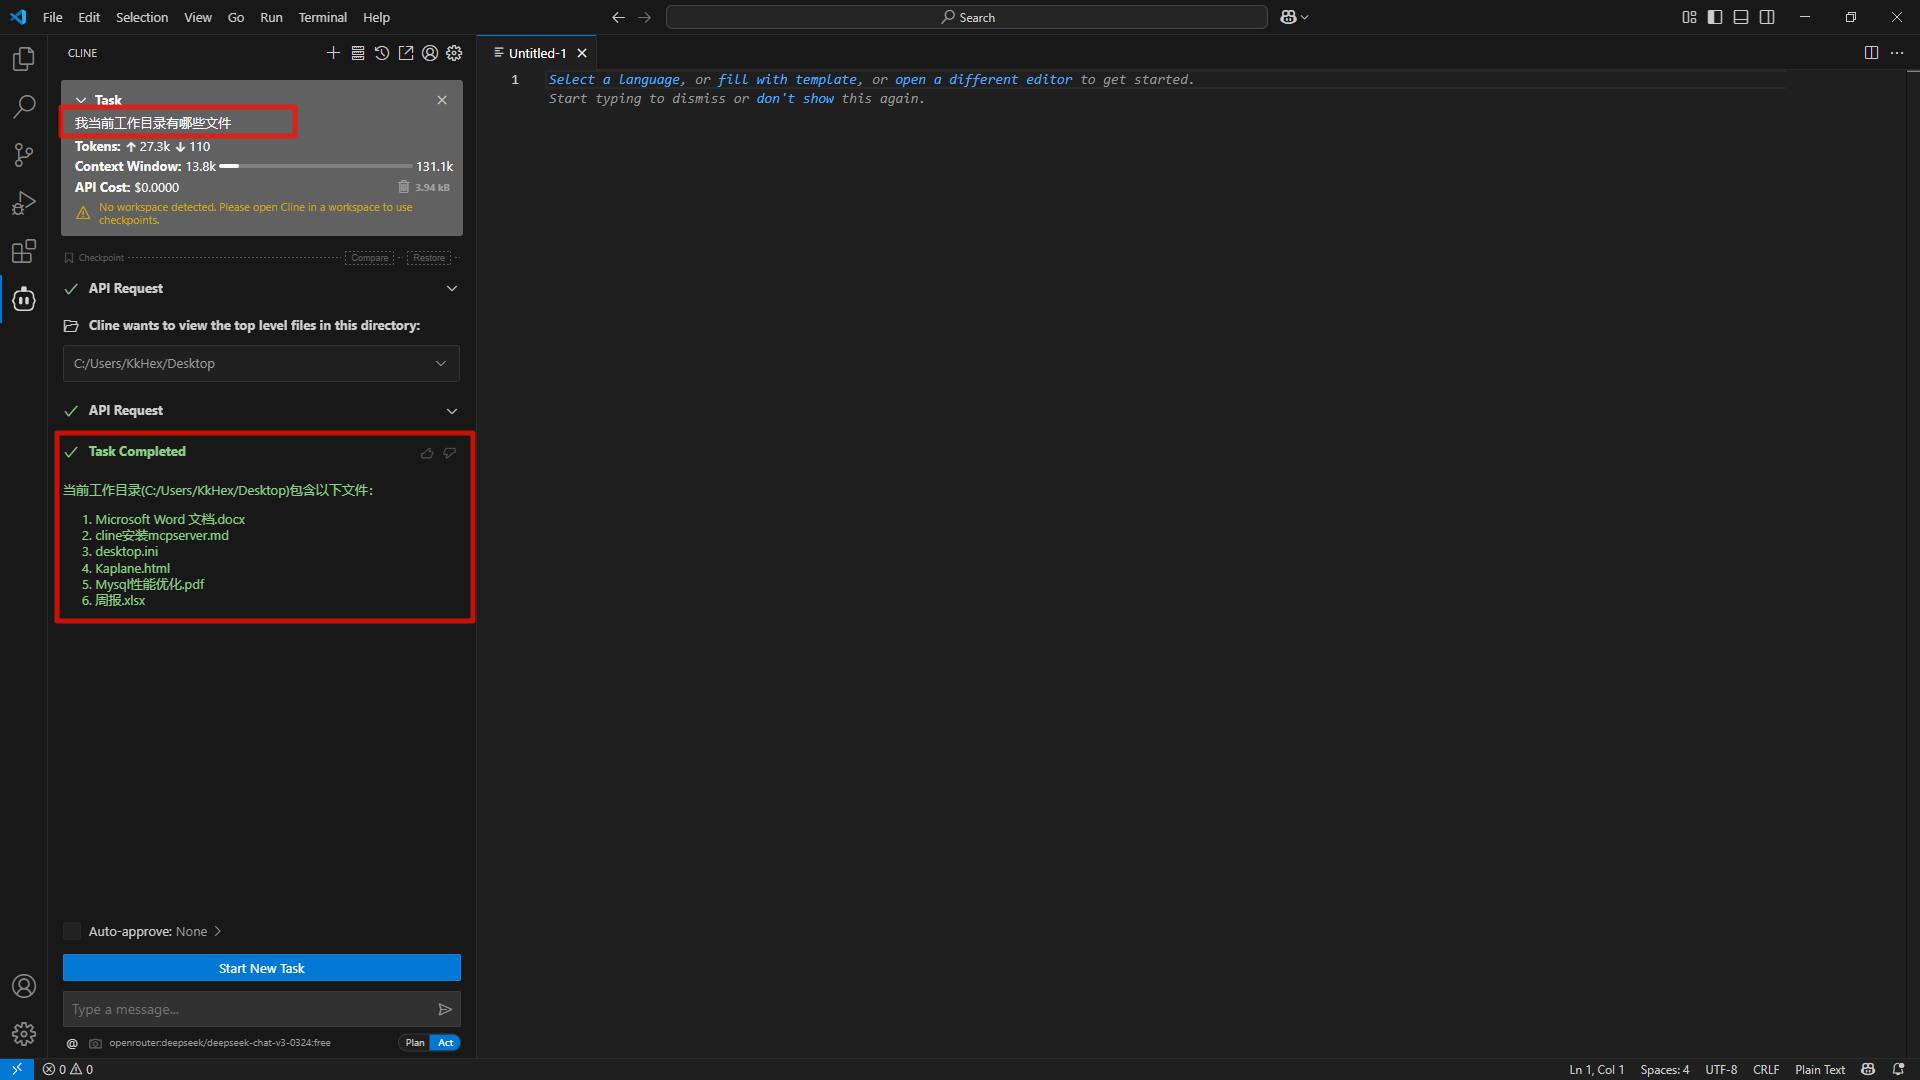 File Edit Selection View Go Run Terminal Help
Search
CLINE
Untitled-1
Task
我当前工作目录有哪些文件
Tokens: ↑ 27.3k ↓ 110
Context Window: 13.8k 131.1k
API Cost: $0.0000 3.94 kB
No workspace detected. Please open Cline in a workspace to use
checkpoints.
Checkpoint Compare Restore
API Request
Cline wants to view the top level files in this directory:
C:/Users/KkHex/Desktop
API Request
Task Completed
当前工作目录(C:/Users/KkHex/Desktop)包含以下文件：
1. Microsoft Word 文档.docx
2. cline安装mcpserver.md
3. desktop.ini
4. Kaplane.html
5. Mysql性能优化.pdf
6. 周报.xlsx
Auto-approve: None
Start New Task
Type a message...
@ openrouter:deepseek/deepseek-chat-v3-0324:free Plan Act
1 Select a language, or fill with template, or open a different editor to get started.
Start typing to dismiss or don't show this again.
0 0 Ln 1, Col 1 Spaces: 4 UTF-8 CRLF Plain Text